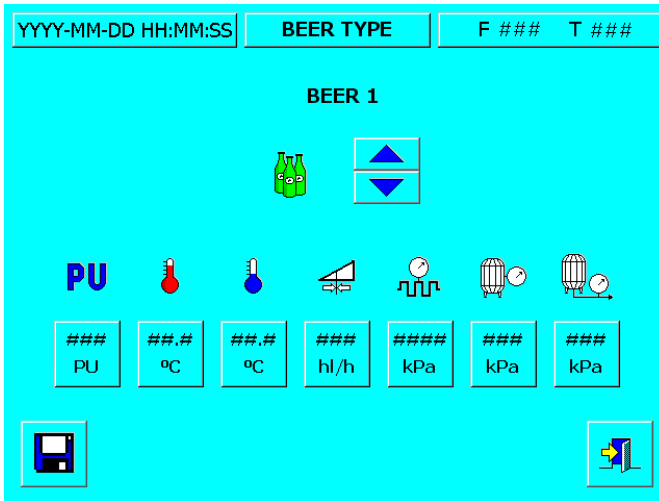 YYYY-MM-DD HH:MM:SS BEER TYPE F ### T ###
BEER 1
PU
### ##.# ##.# ### #### ### ###
PU ºC ºC hl/h kPa kPa kPa